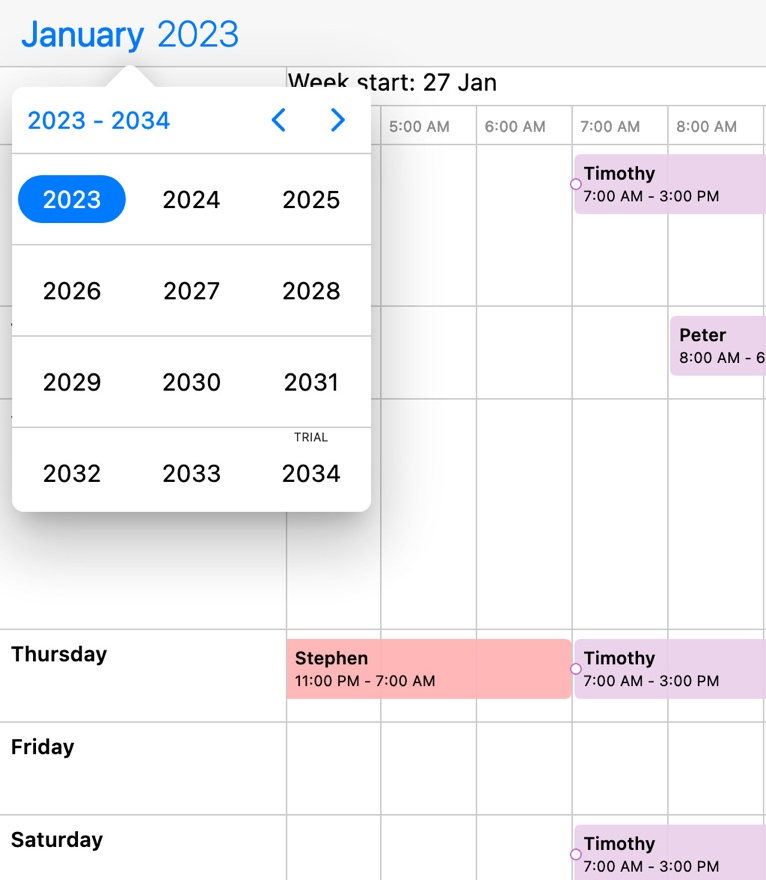 January 2023
Week start: 27 Jan
2023 - 2034
5:00 AM 6:00 AM 7:00 AM 8:00 AM
2023 2024 2025
Timothy
7:00 AM - 3:00 PM
2026 2027 2028
Peter
8:00 AM - 6
2029 2030 2031
TRIAL
2032 2033 2034
Thursday
Stephen
11:00 PM - 7:00 AM
Timothy
7:00 AM - 3:00 PM
Friday
Saturday
Timothy
7:00 AM - 3:00 PM